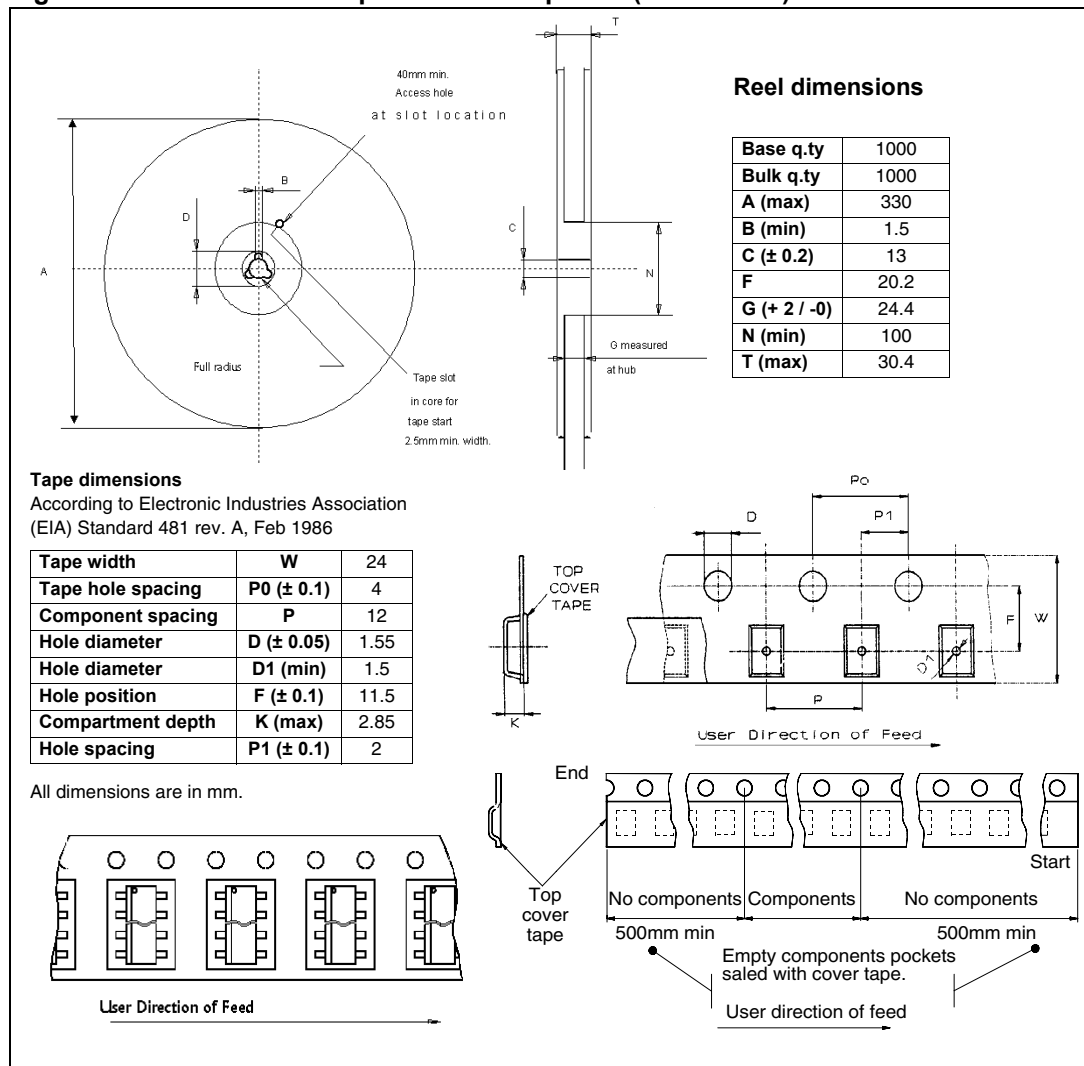 T
40mm min.
Access hole
at slot location
B
D
A
C
N
G measured
at hub
Full radius
Tape slot
in core for
tape start
2.5mm min. width.
Reel dimensions
Base q.ty 1000
Bulk q.ty 1000
A (max) 330
B (min) 1.5
C (± 0.2) 13
F 20.2
G (+ 2 / -0) 24.4
N (min) 100
T (max) 30.4
Tape dimensions
According to Electronic Industries Association
(EIA) Standard 481 rev. A, Feb 1986
Tape width W 24
Tape hole spacing P0 (± 0.1) 4
Component spacing P 12
Hole diameter D (± 0.05) 1.55
Hole diameter D1 (min) 1.5
Hole position F (± 0.1) 11.5
Compartment depth K (max) 2.85
Hole spacing P1 (± 0.1) 2
All dimensions are in mm.
TOP
COVER
TAPE
K
Po
D
P1
F
W
D1
P
User Direction of Feed
End
Start
Top
cover
tape
No components
Components
No components
500mm min
500mm min
Empty components pockets
saled with cover tape.
User direction of feed
User Direction of Feed